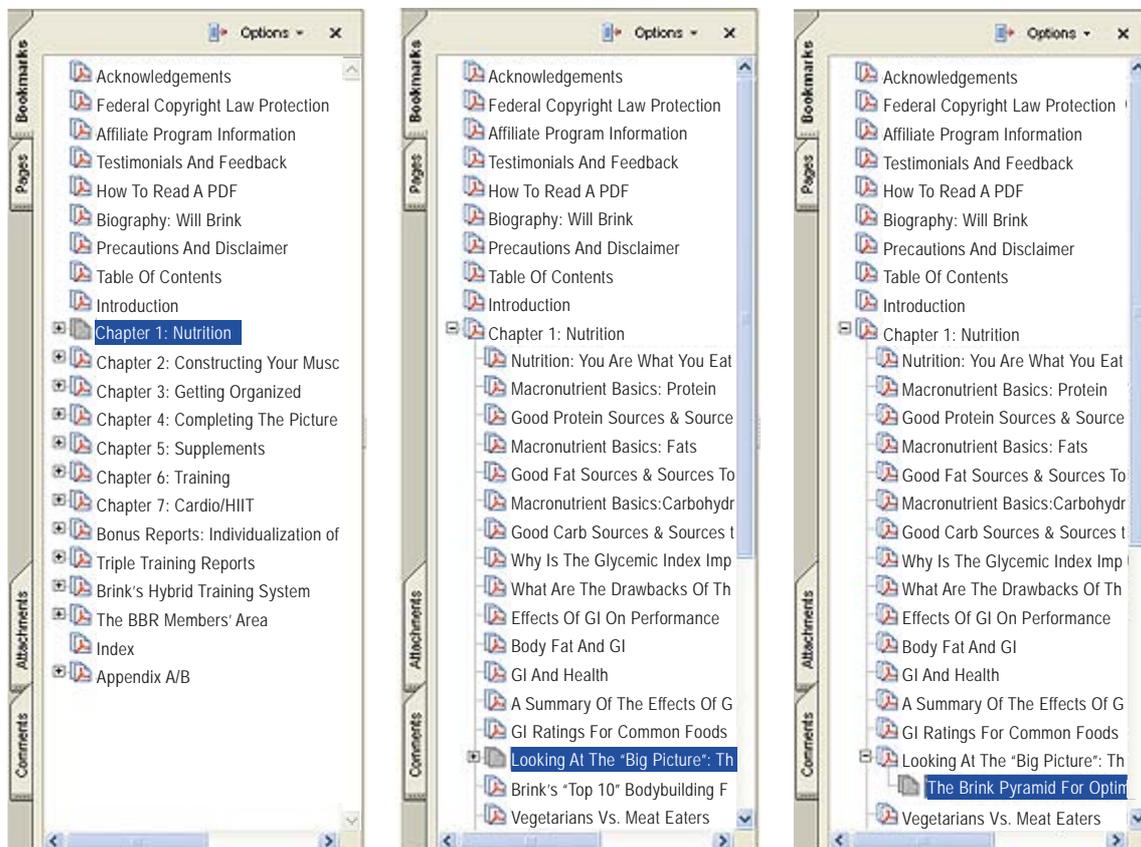 Options
Bookmarks
Pages
Attachments
Comments
Acknowledgements
Federal Copyright Law Protection
Affiliate Program Information
Testimonials And Feedback
How To Read A PDF
Biography: Will Brink
Precautions And Disclaimer
Table Of Contents
Introduction
Chapter 1: Nutrition
Chapter 2: Constructing Your Musc
Chapter 3: Getting Organized
Chapter 4: Completing The Picture
Chapter 5: Supplements
Chapter 6: Training
Chapter 7: Cardio/HIIT
Bonus Reports: Individualization of
Triple Training Reports
Brink's Hybrid Training System
The BBR Members' Area
Index
Appendix A/B
Options
Bookmarks
Pages
Attachments
Comments
Acknowledgements
Federal Copyright Law Protection
Affiliate Program Information
Testimonials And Feedback
How To Read A PDF
Biography: Will Brink
Precautions And Disclaimer
Table Of Contents
Introduction
Chapter 1: Nutrition
Nutrition: You Are What You Eat
Macronutrient Basics: Protein
Good Protein Sources & Source
Macronutrient Basics: Fats
Good Fat Sources & Sources To
Macronutrient Basics:Carbohydr
Good Carb Sources & Sources t
Why Is The Glycemic Index Imp
What Are The Drawbacks Of Th
Effects Of GI On Performance
Body Fat And GI
GI And Health
A Summary Of The Effects Of G
GI Ratings For Common Foods
Looking At The "Big Picture": Th
Brink's "Top 10" Bodybuilding F
Vegetarians Vs. Meat Eaters
Options
Bookmarks
Pages
Attachments
Comments
Acknowledgements
Federal Copyright Law Protection
Affiliate Program Information
Testimonials And Feedback
How To Read A PDF
Biography: Will Brink
Precautions And Disclaimer
Table Of Contents
Introduction
Chapter 1: Nutrition
Nutrition: You Are What You Eat
Macronutrient Basics: Protein
Good Protein Sources & Source
Macronutrient Basics: Fats
Good Fat Sources & Sources To
Macronutrient Basics:Carbohydr
Good Carb Sources & Sources t
Why Is The Glycemic Index Imp
What Are The Drawbacks Of Th
Effects Of GI On Performance
Body Fat And GI
GI And Health
A Summary Of The Effects Of G
GI Ratings For Common Foods
Looking At The "Big Picture": Th
The Brink Pyramid For Optim
Vegetarians Vs. Meat Eaters